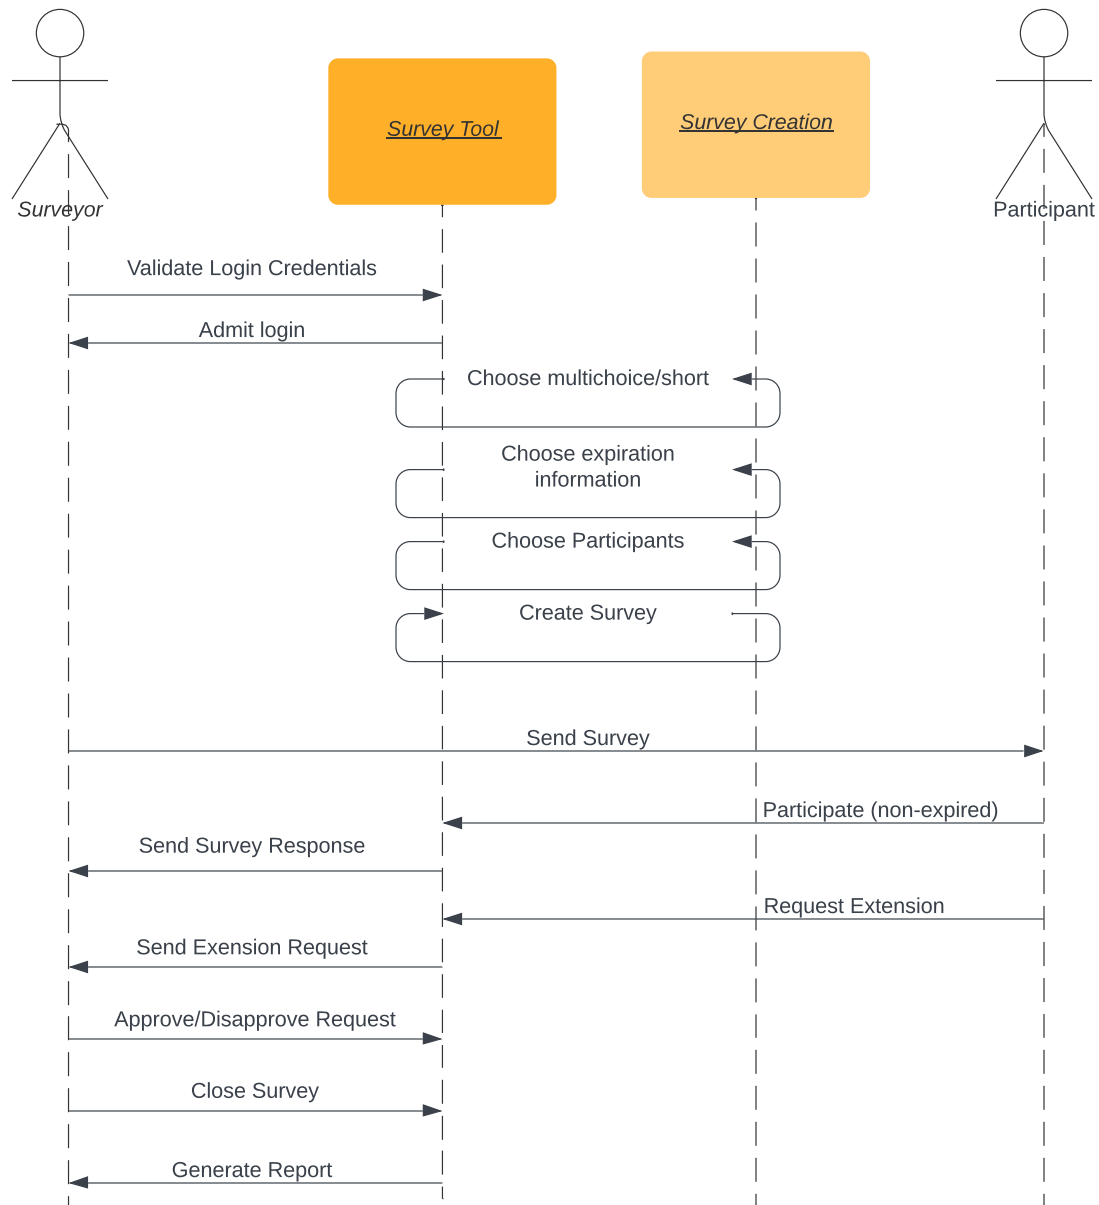 Survey Tool
Survey Creation
Surveyor
Participant
Validate Login Credentials
Admit login
Choose multichoice/short
Choose expiration
information
Choose Participants
Create Survey
Send Survey
Participate (non-expired)
Send Survey Response
Request Extension
Send Exension Request
Approve/Disapprove Request
Close Survey
Generate Report